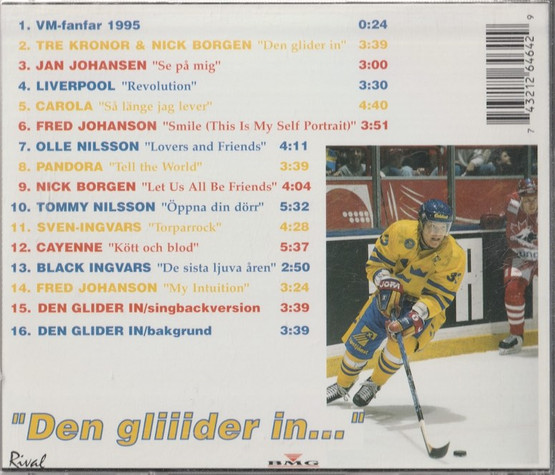 1. VM-fanfar 1995 0:24
2. TRE KRONOR & NICK BORGEN "Den glider in" 3:39
3. JAN JOHANSEN "Se på mig" 3:00
4. LIVERPOOL "Revolution" 3:30
5. CAROLA "Så länge jag lever" 4:40
6. FRED JOHANSON "Smile (This Is My Self Portrait)" 3:51
7. OLLE NILSSON "Lovers and Friends" 4:11
8. PANDORA "Tell the World" 3:39
9. NICK BORGEN "Let Us All Be Friends" 4:04
10. TOMMY NILSSON "Öppna din dörr" 5:32
11. SVEN-INGVARS "Torparrock" 4:28
12. CAYENNE "Kött och blod" 5:37
13. BLACK INGVARS "De sista ljuva åren" 2:50
14. FRED JOHANSON "My Intuition" 3:24
15. DEN GLIDER IN/singbackversion 3:39
16. DEN GLIDER IN/bakgrund 3:39
7 43212 64642 9
JOFA
"Den gliiiider in..."
Rival
BMG